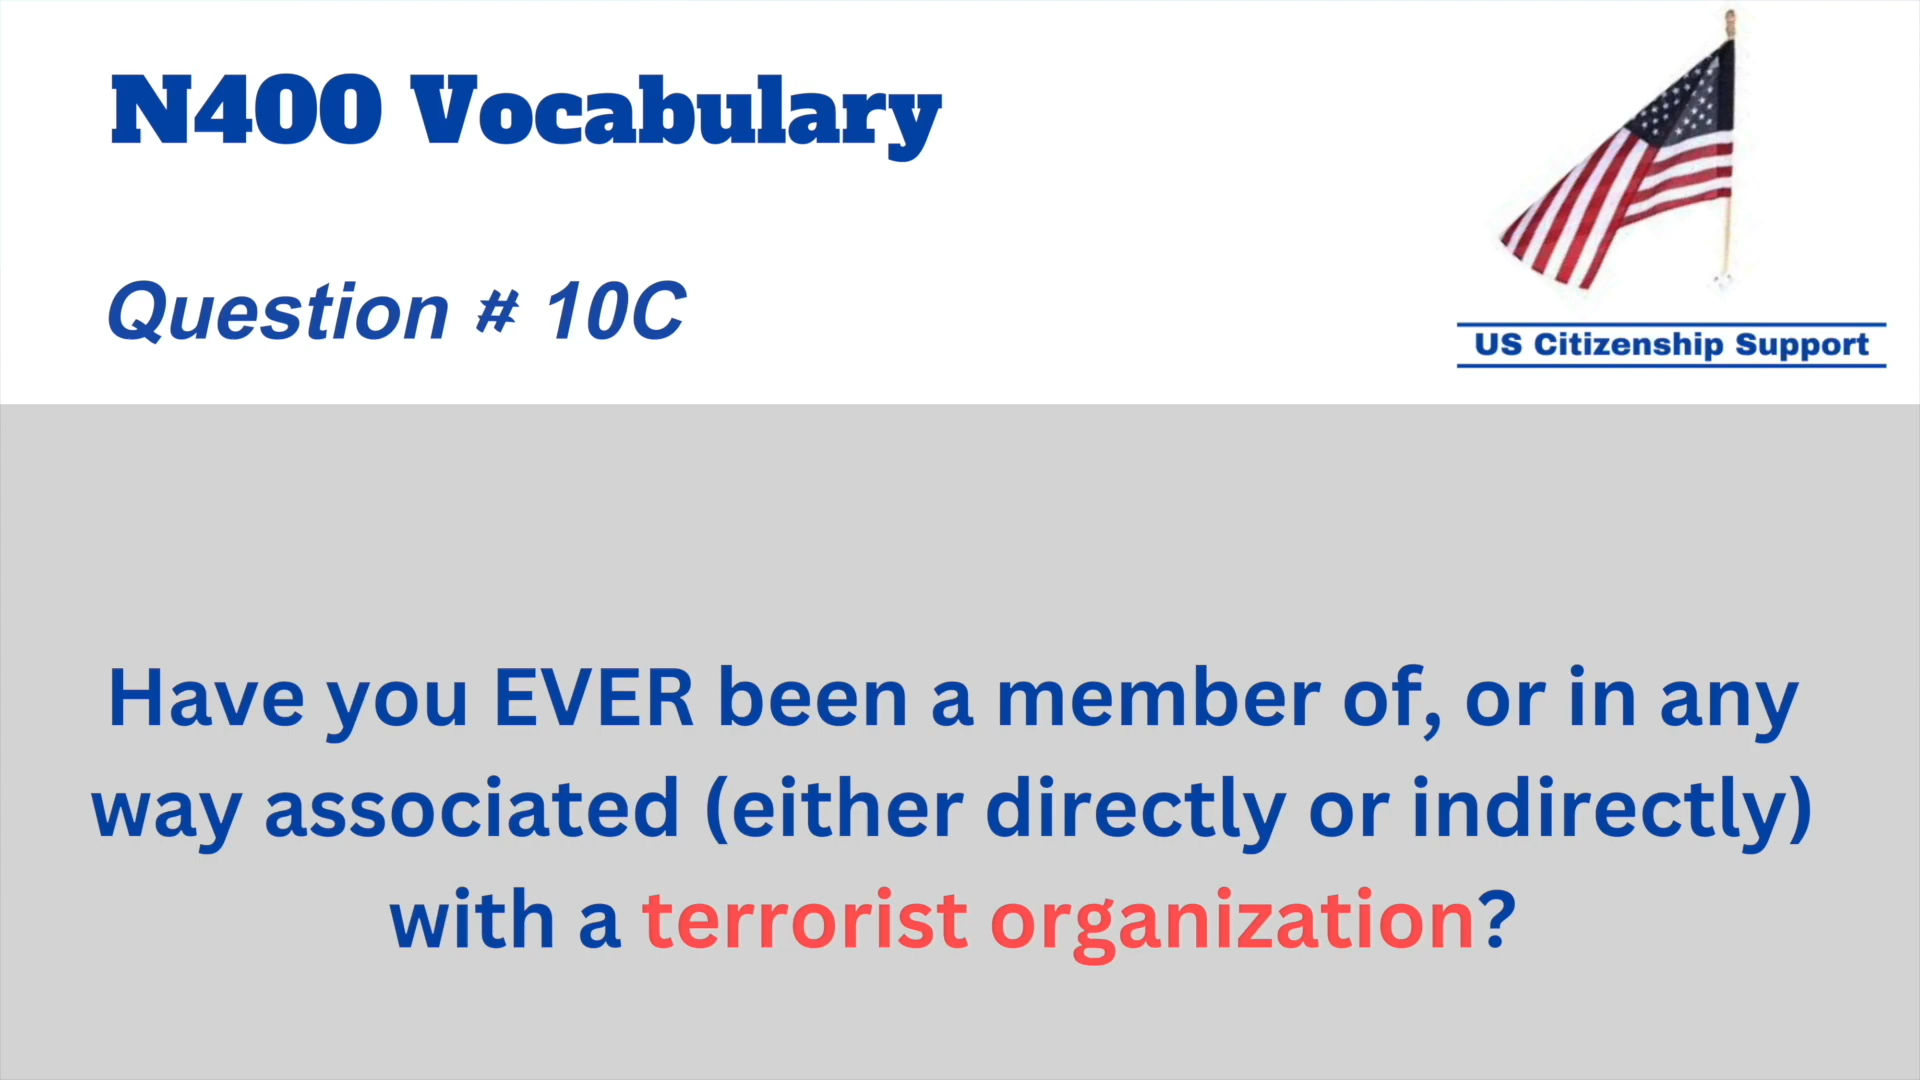 N400 Vocabulary
Question # 10C
US Citizenship Support
Have you EVER been a member of, or in any
way associated (either directly or indirectly)
with a terrorist organization?